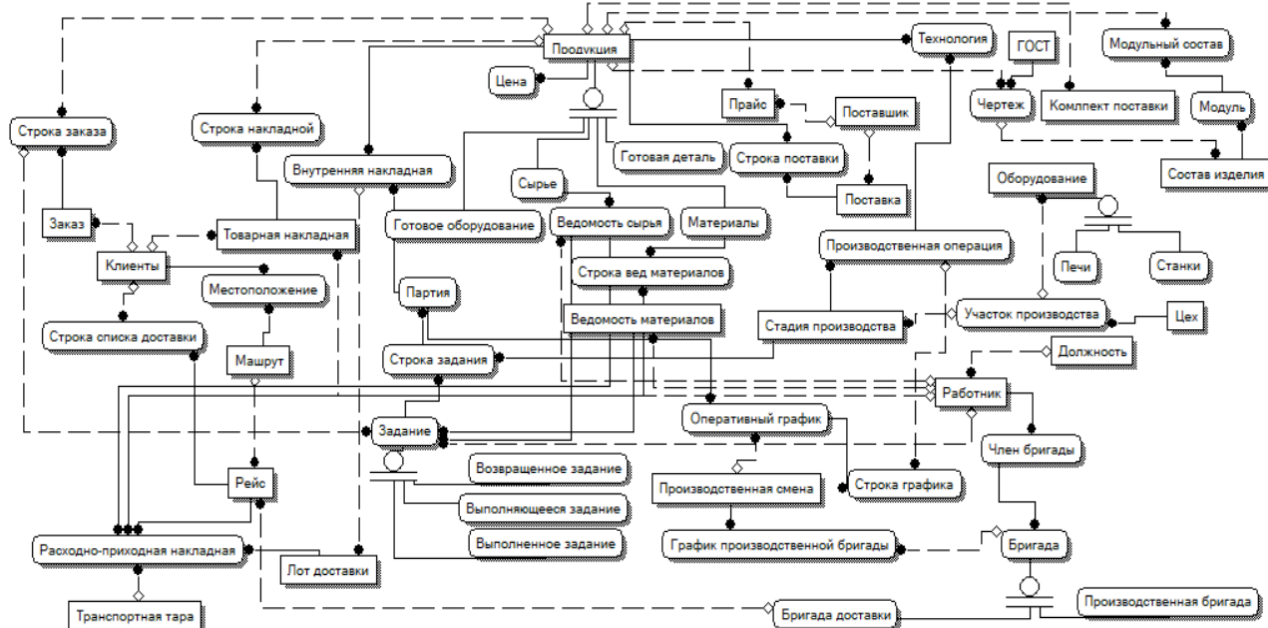 Продукция
Технология
ГОСТ
Модульный состав
Цена
Прайс
Поставшик
Чертеж
Комлпект поставки
Модуль
Строка заказа
Строка накладной
Внутренняя накладная
Готовая деталь
Строка поставки
Сырье
Поставка
Оборудование
Состав изделия
Заказ
Товарная накладная
Готовое оборудование
Ведомость сырья
Материалы
Производственная операция
Клиенты
Местоположение
Партия
Строка вед материалов
Печи
Станки
Строка списка доставки
Ведомость материалов
Стадия производства
Участок производства
Цех
Машрут
Строка задания
Должность
Работник
Задание
Оперативный график
Член бригады
Возвращенное задание
Рейс
Производственная смена
Строка графика
Выполняющееся задание
Расходно-приходная накладная
Выполненное задание
График производственной бригады
Бригада
Лот доставки
Транспортная тара
Бригада доставки
Производственная бригада